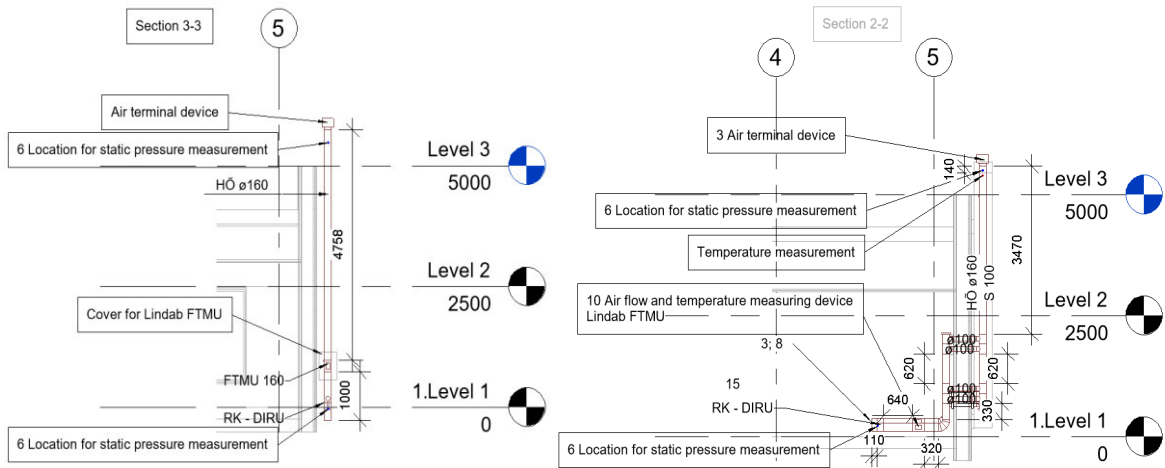 Section 3-3
5
Air terminal device
6 Location for static pressure measurement
Level 3
5000
HÕ ø160
4758
Level 2
2500
Cover for Lindab FTMU
FTMU 160
1000
1.Level 1
0
RK - DIRU
6 Location for static pressure measurement
Section 2-2
4
5
3 Air terminal device
140
Level 3
5000
6 Location for static pressure measurement
Temperature measurement
3470
HÕ ø160
S 100
10 Air flow and temperature measuring device
Lindab FTMU
Level 2
2500
3; 8
ø100
ø100
620
620
15
640
ø100
ø100
RK - DIRU
330
1.Level 1
0
6 Location for static pressure measurement
110
320